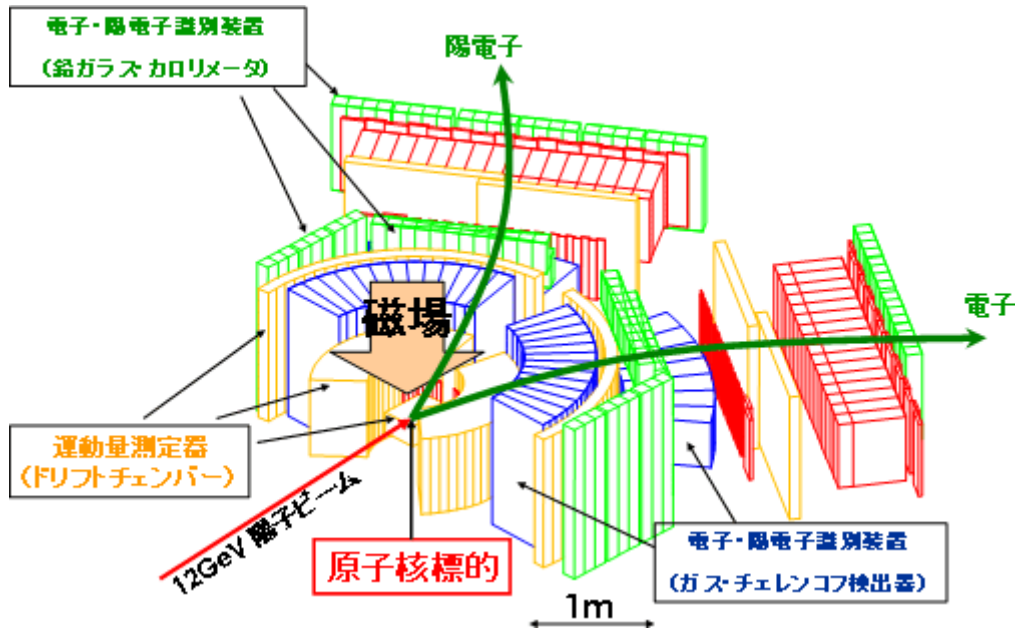 電子・陽電子識別装置
(鉛ガラス・カロリメータ)
陽電子
磁場
電子
運動量測定器
(ドリフトチェンバー)
12GeV 陽子ビーム
原子核標的
電子・陽電子識別装置
(ガス・チェレンコフ検出器)
1m